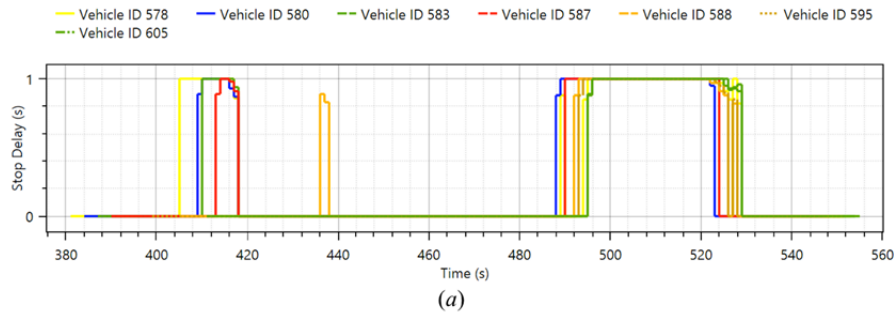 Vehicle ID 578 Vehicle ID 580 Vehicle ID 583 Vehicle ID 587 Vehicle ID 588 Vehicle ID 595
Vehicle ID 605
Stop Delay (s)
1
0
380 400 420 440 460 480 500 520 540 560
Time (s)
(a)